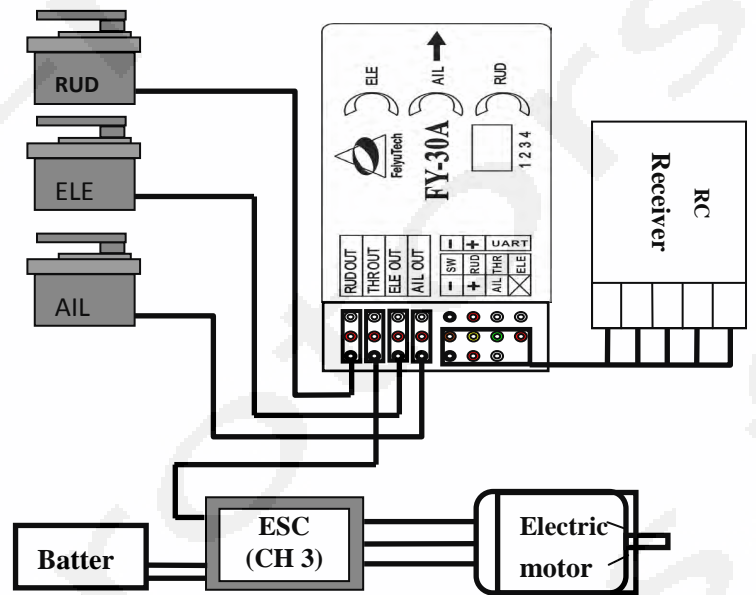 RUD
ELE
AIL
ELE
AIL
RUD
FeiyuTech
FY-30A
1 2 3 4
RUD OUT
THR OUT
ELE OUT
AIL OUT
− + UART
SW RUD AIL THR ELE
− +
RC
Receiver
ESC
(CH 3)
Batter
Electric
motor